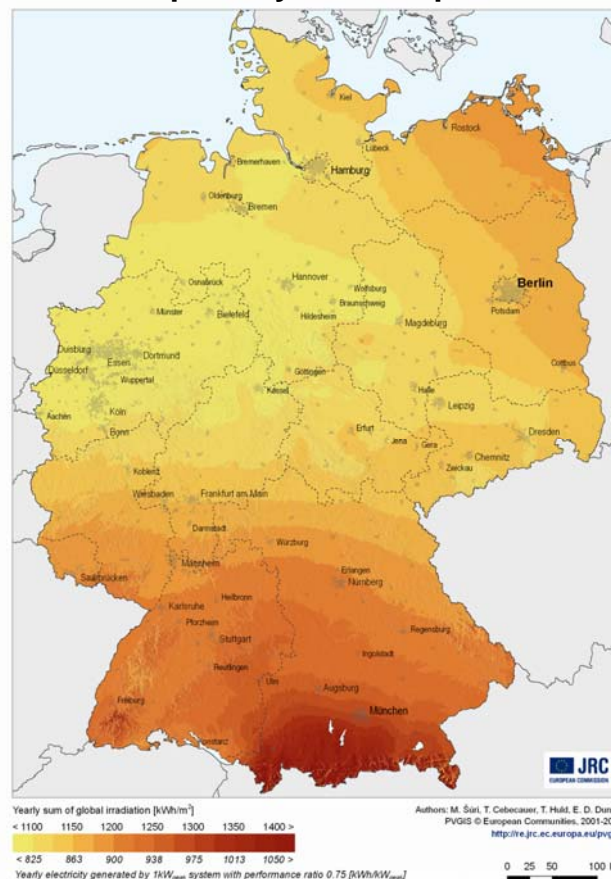 Kiel
Rostock
Lübeck
Bremerhaven
Hamburg
Oldenburg
Bremen
Berlin
Hannover
Wolfsburg
Osnabrück
Braunschweig
Potsdam
Münster
Bielefeld
Hildesheim
Magdeburg
Duisburg
Essen
Dortmund
Cottbus
Göttingen
Düsseldorf
Wuppertal
Kassel
Halle
Leipzig
Köln
Aachen
Erfurt
Dresden
Bonn
Jena
Gera
Chemnitz
Zwickau
Koblenz
Wiesbaden
Frankfurt am Main
Darmstadt
Würzburg
Mannheim
Erlangen
Saarbrücken
Nürnberg
Heilbronn
Karlsruhe
Pforzheim
Regensburg
Stuttgart
Ingolstadt
Reutlingen
Ulm
Augsburg
Freiburg
München
Konstanz
JRC
EUROPEAN COMMISSION
Yearly sum of global irradiation [kWh/m²]
< 1100 1150 1200 1250 1300 1350 1400 >
< 825 863 900 938 975 1013 1050 >
Yearly electricity generated by 1kWpeak system with performance ratio 0.75 [kWh/kWpeak]
Authors: M. Šúri, T. Cebecauer, T. Huld, E. D. Dun
PVGIS © European Communities, 2001-20
http://re.jrc.ec.europa.eu/pvg
0 25 50 100